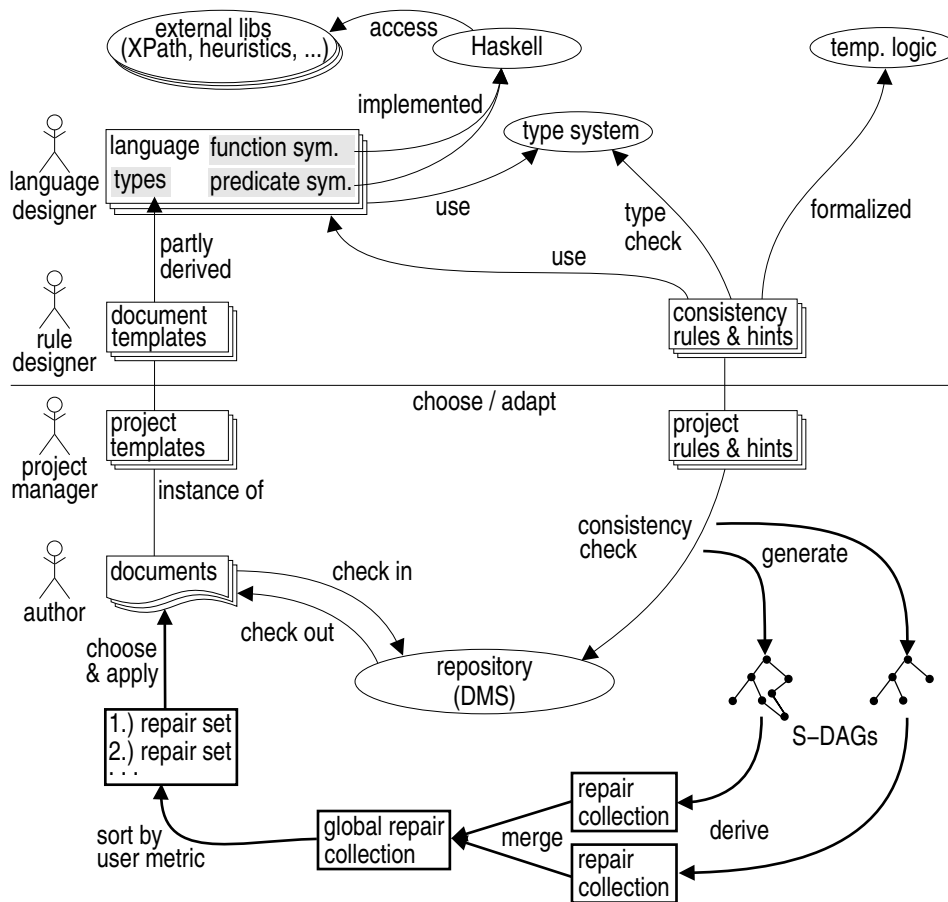 external libs
(XPath, heuristics, ...)
access
Haskell
temp. logic
implemented
type system
language
designer
language function sym.
types predicate sym.
use
type
check
formalized
use
partly
derived
rule
designer
document
templates
consistency
rules & hints
choose / adapt
project
manager
project
templates
project
rules & hints
instance of
consistency
check
generate
author
documents
check in
check out
choose
& apply
repository
(DMS)
1.) repair set
2.) repair set
. . .
S–DAGs
sort by
user metric
global repair
collection
merge
repair
collection
derive
repair
collection